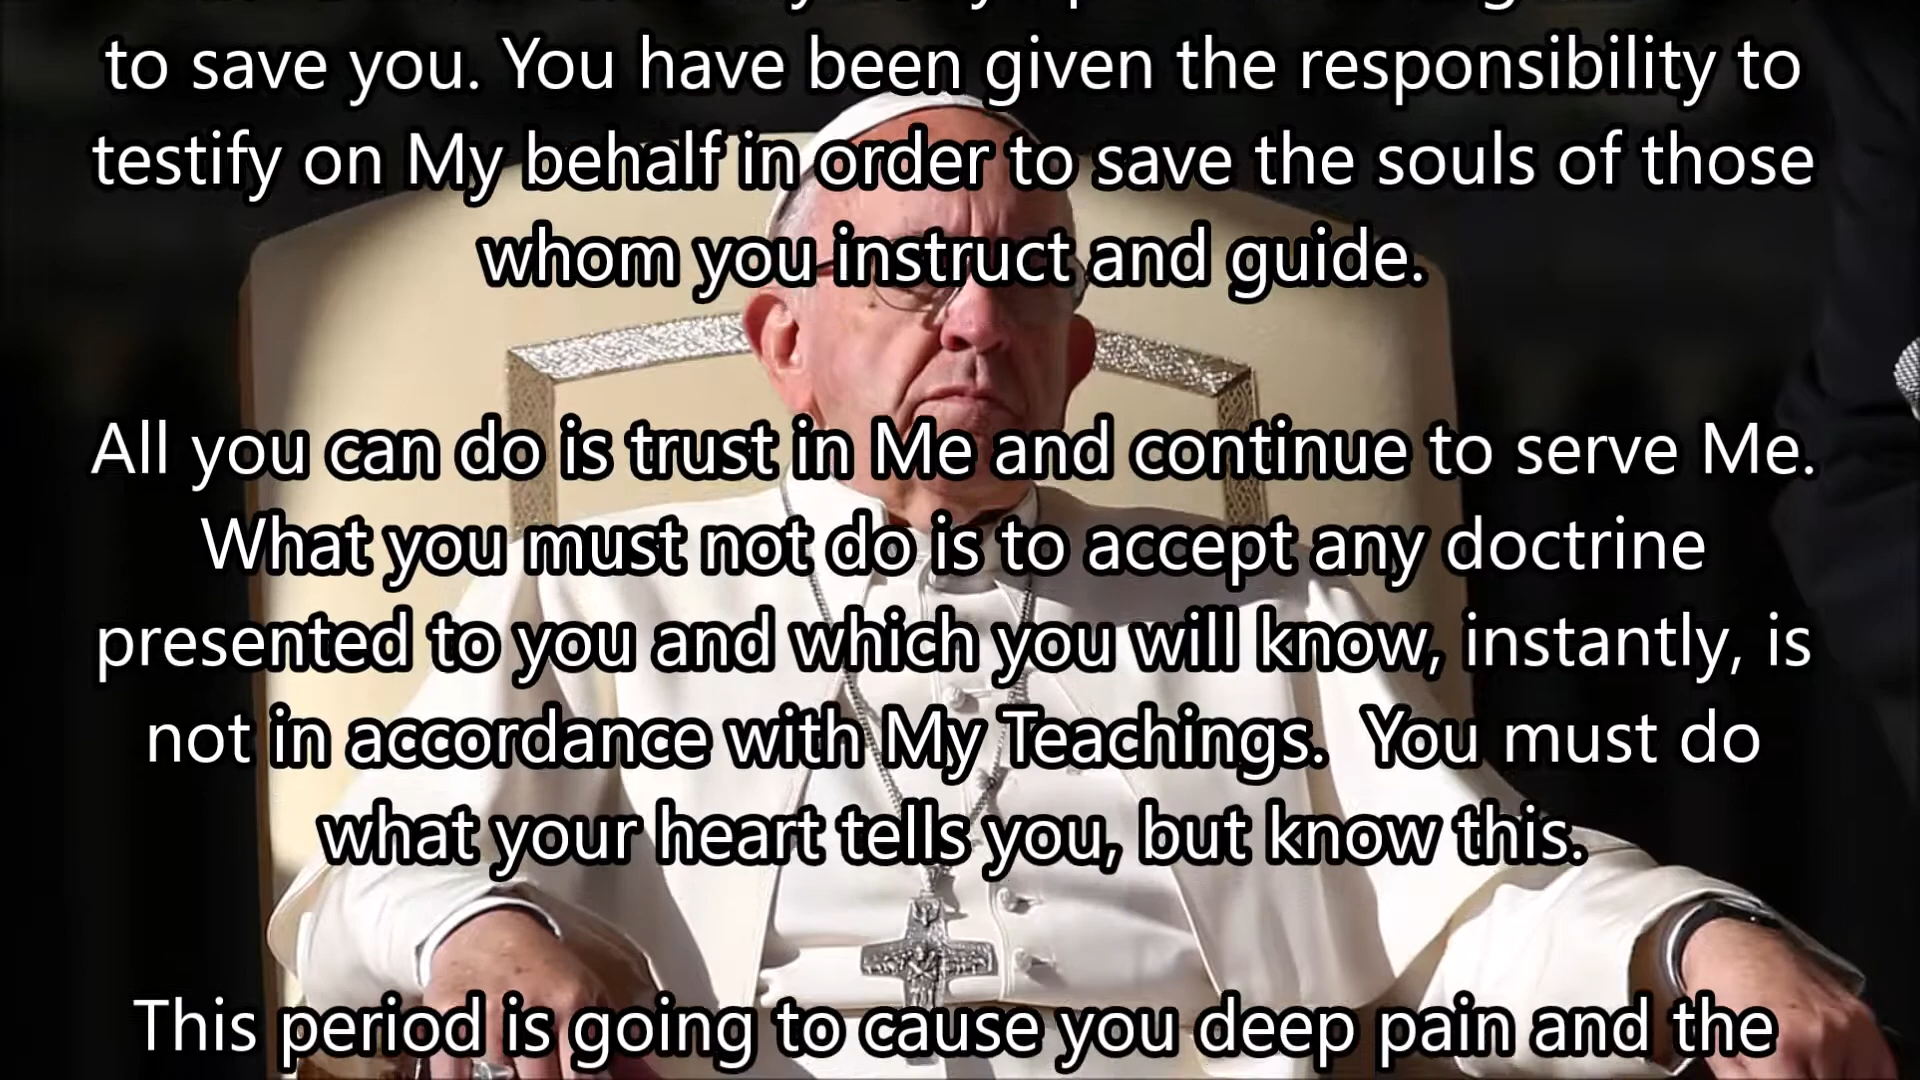 to save you. You have been given the responsibility to
testify on My behalf in order to save the souls of those
whom you instruct and guide.
All you can do is trust in Me and continue to serve Me.
What you must not do is to accept any doctrine
presented to you and which you will know, instantly, is
not in accordance with My Teachings.  You must do
what your heart tells you, but know this.
This period is going to cause you deep pain and the